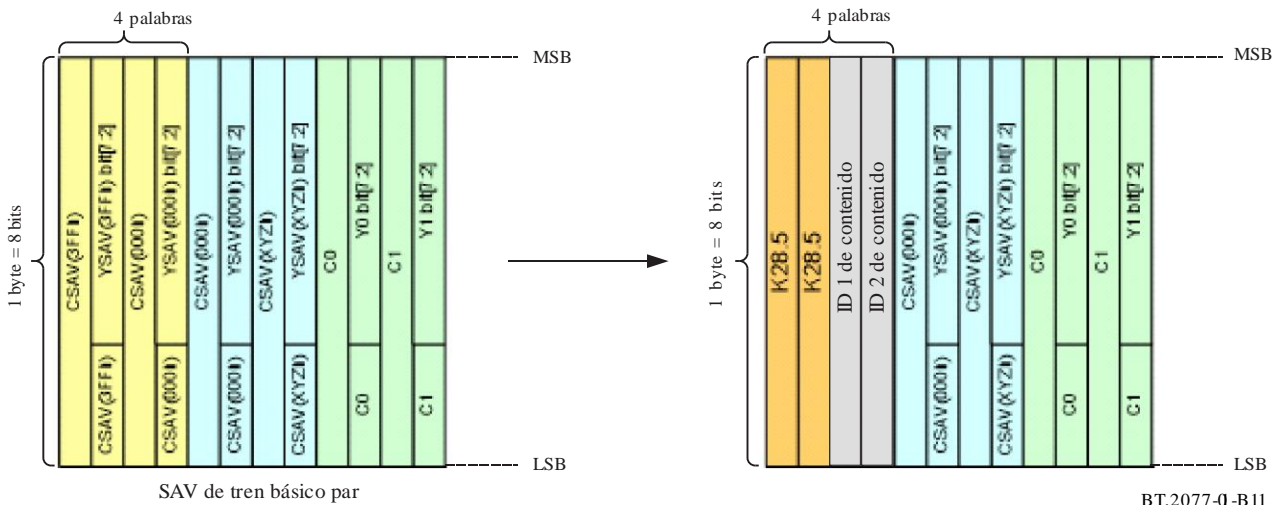 4 palabras
MSB
1 byte = 8 bits
CSAV(3FFh)
YSAV(3FFh) bit[7:2]
CSAV(3FFh)
CSAV(000h)
YSAV(000h) bit[7:2]
CSAV(000h)
CSAV(000h)
YSAV(000h) bit[7:2]
CSAV(000h)
CSAV(XYZh)
YSAV(XYZh) bit[7:2]
CSAV(XYZh)
C0
Y0 bit[7:2]
C0
C1
Y1 bit[7:2]
C1
LSB
SAV de tren básico par
4 palabras
MSB
1 byte = 8 bits
K28.5
K28.5
ID 1 de contenido
ID 2 de contenido
CSAV(000h)
YSAV(000h) bit[7:2]
CSAV(000h)
CSAV(XYZh)
YSAV(XYZh) bit[7:2]
CSAV(XYZh)
C0
Y0 bit[7:2]
C0
C1
Y1 bit[7:2]
C1
LSB
BT.2077-0-B11